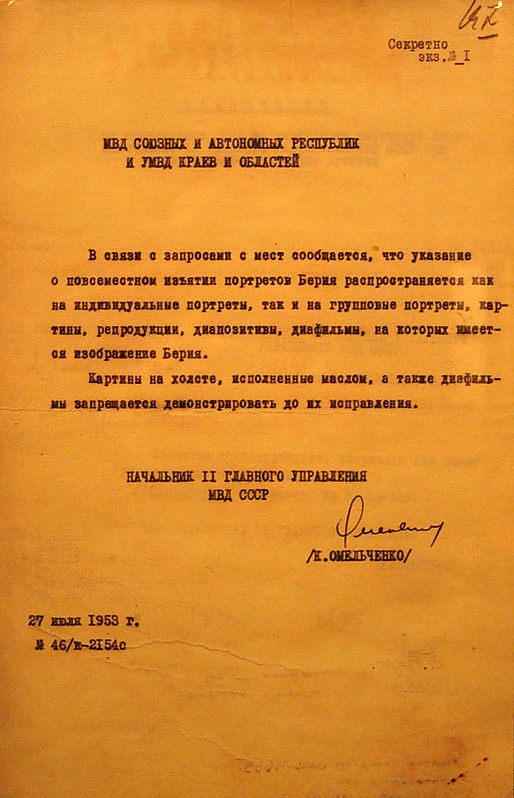 Секретно
экз.№_I
МВД СОЮЗНЫХ И АВТОНОМНЫХ РЕСПУБЛИК
И УМВД КРАЕВ И ОБЛАСТЕЙ
В связи с запросами с мест сообщается, что указание
о повсеместном изъятии портретов Берия распространяется как
на индивидуальные портреты, так и на групповые портреты, кар-
тины, репродукции, диапозитивы, диафильмы, на которых имеет-
ся изображение Берия.
Картины на холсте, исполненные маслом, а также диафиль-
мы запрещается демонстрировать до их исправления.
НАЧАЛЬНИК II ГЛАВНОГО УПРАВЛЕНИЯ
МВД СССР
/К.ОМЕЛЬЧЕНКО/
27 июля 1953 г.
№ 46/к-2154с